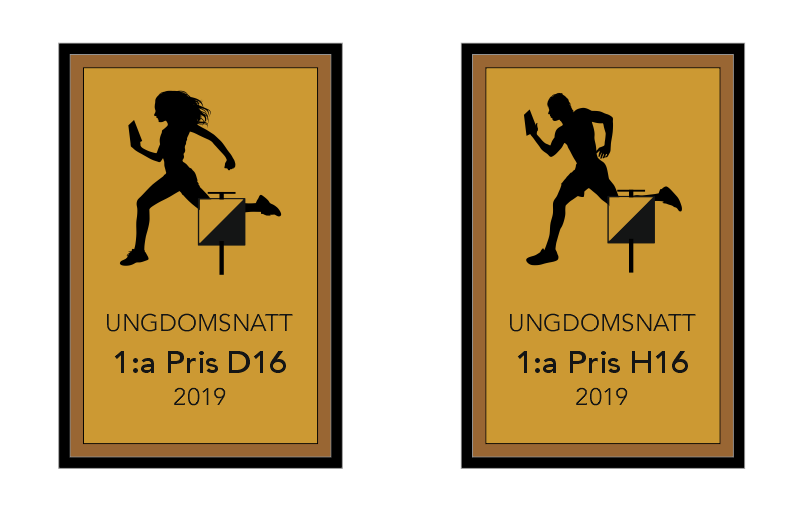 UNGDOMSNATT
1:a Pris D16
2019
UNGDOMSNATT
1:a Pris H16
2019